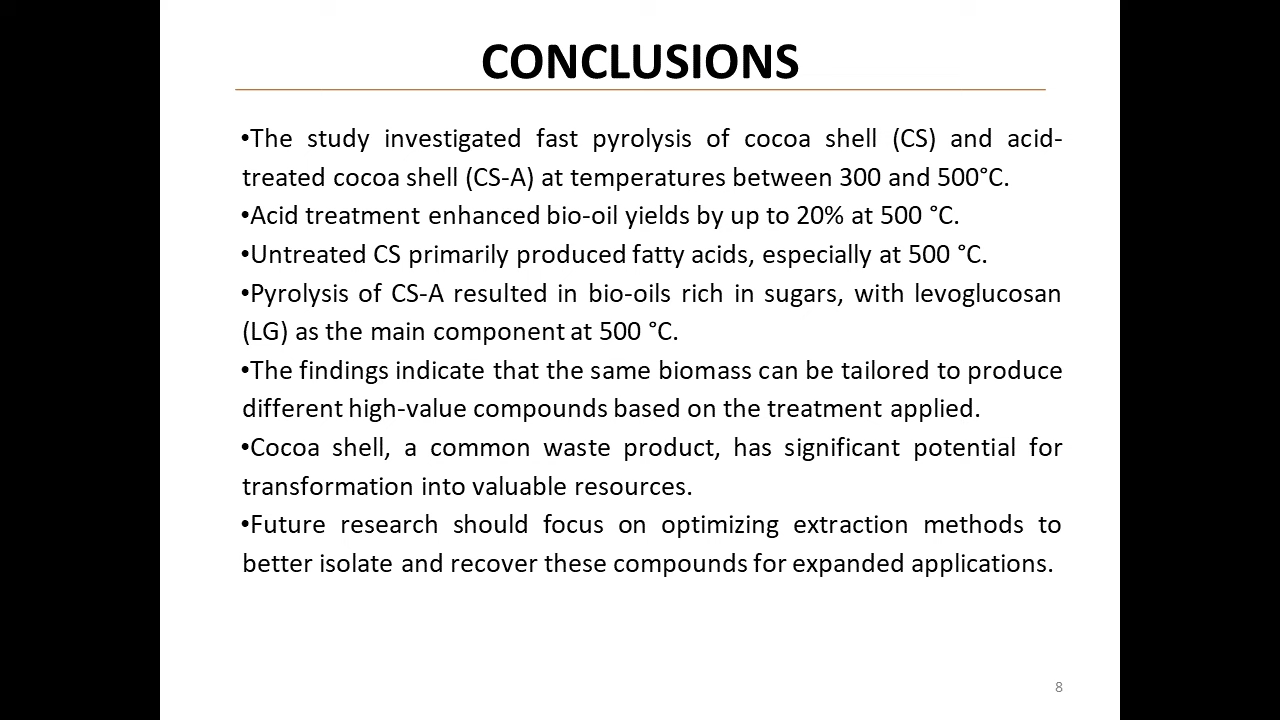 CONCLUSIONS
•The study investigated fast pyrolysis of cocoa shell (CS) and acid-
treated cocoa shell (CS-A) at temperatures between 300 and 500°C.
•Acid treatment enhanced bio-oil yields by up to 20% at 500 °C.
•Untreated CS primarily produced fatty acids, especially at 500 °C.
•Pyrolysis of CS-A resulted in bio-oils rich in sugars, with levoglucosan
(LG) as the main component at 500 °C.
•The findings indicate that the same biomass can be tailored to produce
different high-value compounds based on the treatment applied.
•Cocoa shell, a common waste product, has significant potential for
transformation into valuable resources.
•Future research should focus on optimizing extraction methods to
better isolate and recover these compounds for expanded applications.
8